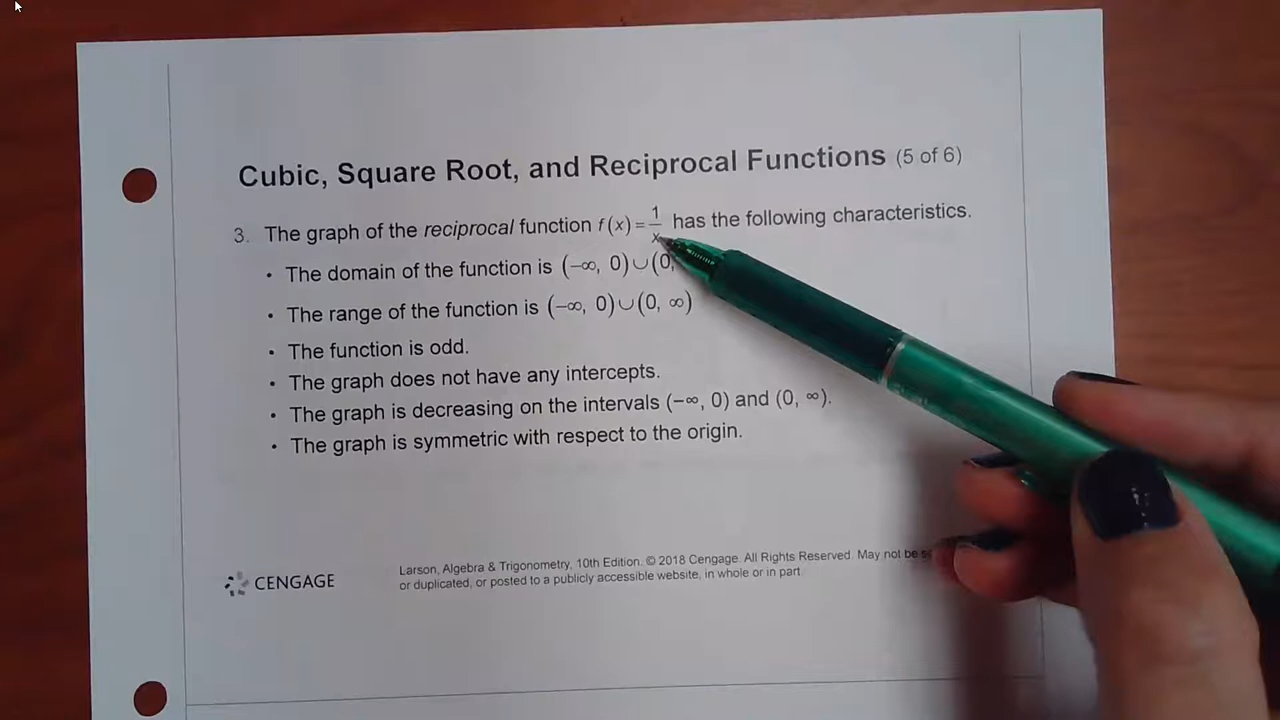 Cubic, Square Root, and Reciprocal Functions (5 of 6)
3. The graph of the reciprocal function f(x) = 1/x has the following characteristics.
• The domain of the function is (−∞, 0)∪(0,
• The range of the function is (−∞, 0)∪(0, ∞)
• The function is odd.
• The graph does not have any intercepts.
• The graph is decreasing on the intervals (−∞, 0) and (0, ∞).
• The graph is symmetric with respect to the origin.
CENGAGE
Larson, Algebra & Trigonometry, 10th Edition. © 2018 Cengage. All Rights Reserved. May not be
or duplicated, or posted to a publicly accessible website, in whole or in part.